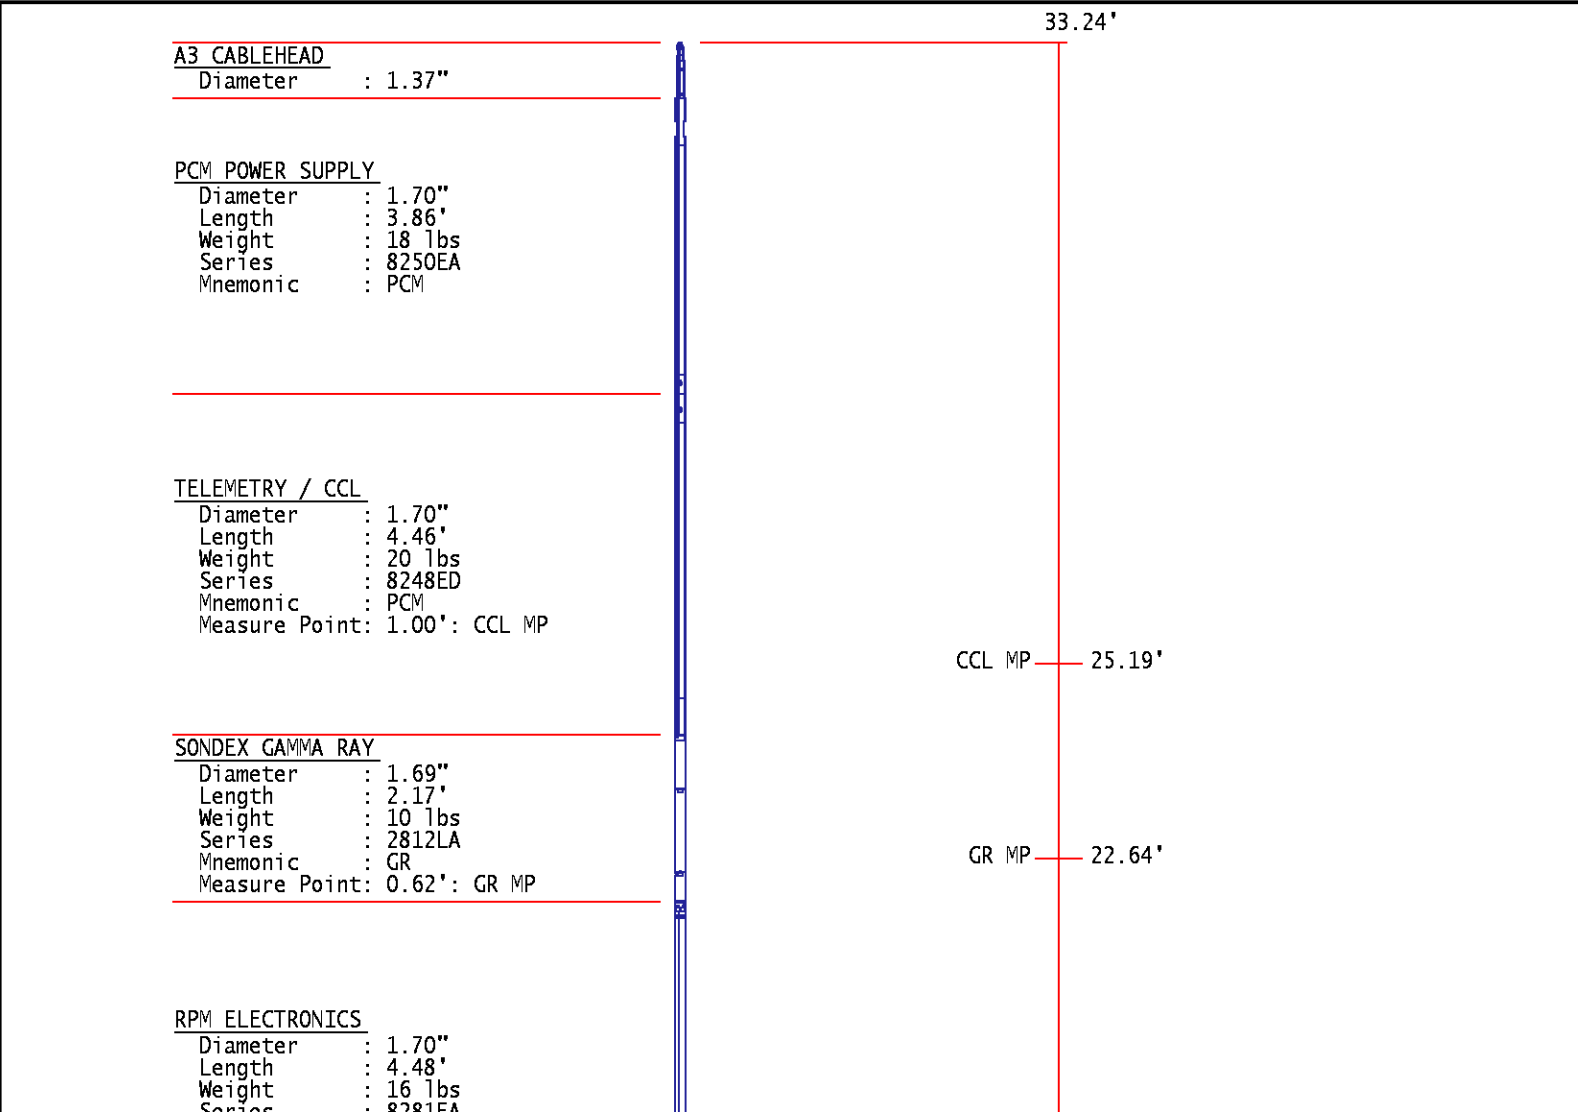 33.24'
A3 CABLEHEAD
Diameter : 1.37"
PCM POWER SUPPLY
Diameter : 1.70"
Length : 3.86'
Weight : 18 lbs
Series : 8250EA
Mnemonic : PCM
TELEMETRY / CCL
Diameter : 1.70"
Length : 4.46'
Weight : 20 lbs
Series : 8248ED
Mnemonic : PCM
Measure Point: 1.00': CCL MP
CCL MP 25.19'
SONDEX GAMMA RAY
Diameter : 1.69"
Length : 2.17'
Weight : 10 lbs
Series : 2812LA
Mnemonic : GR
Measure Point: 0.62': GR MP
GR MP 22.64'
RPM ELECTRONICS
Diameter : 1.70"
Length : 4.48'
Weight : 16 lbs
Series : 8281EA